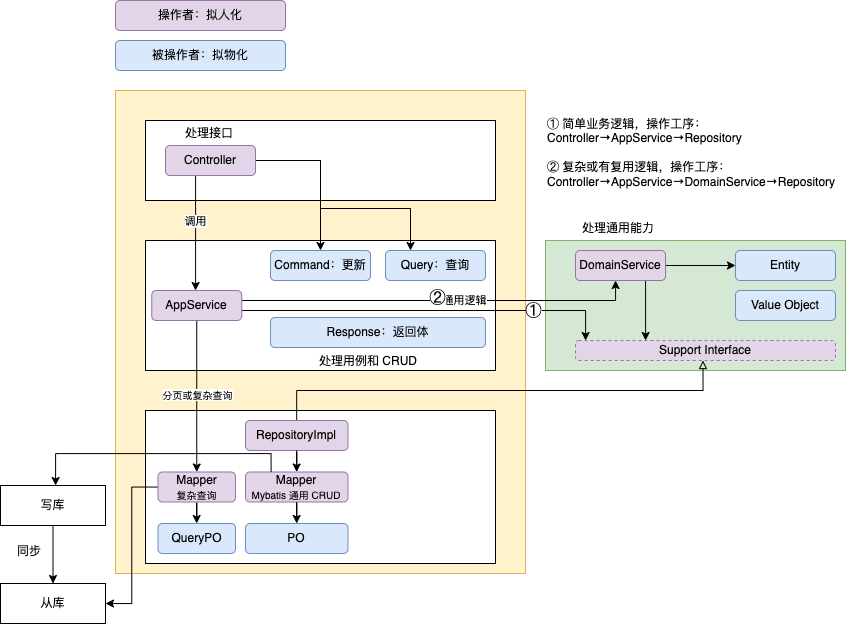 操作者：拟人化
被操作者：拟物化
处理接口
Controller
调用
Command：更新
Query：查询
AppService
②通用逻辑
①
Response：返回体
处理用例和 CRUD
分页或复杂查询
RepositoryImpl
Mapper
复杂查询
Mapper
Mybatis 通用 CRUD
QueryPO
PO
写库
同步
从库
① 简单业务逻辑，操作工序：
Controller→AppService→Repository
② 复杂或有复用逻辑，操作工序：
Controller→AppService→DomainService→Repository
处理通用能力
DomainService
Entity
Value Object
Support Interface